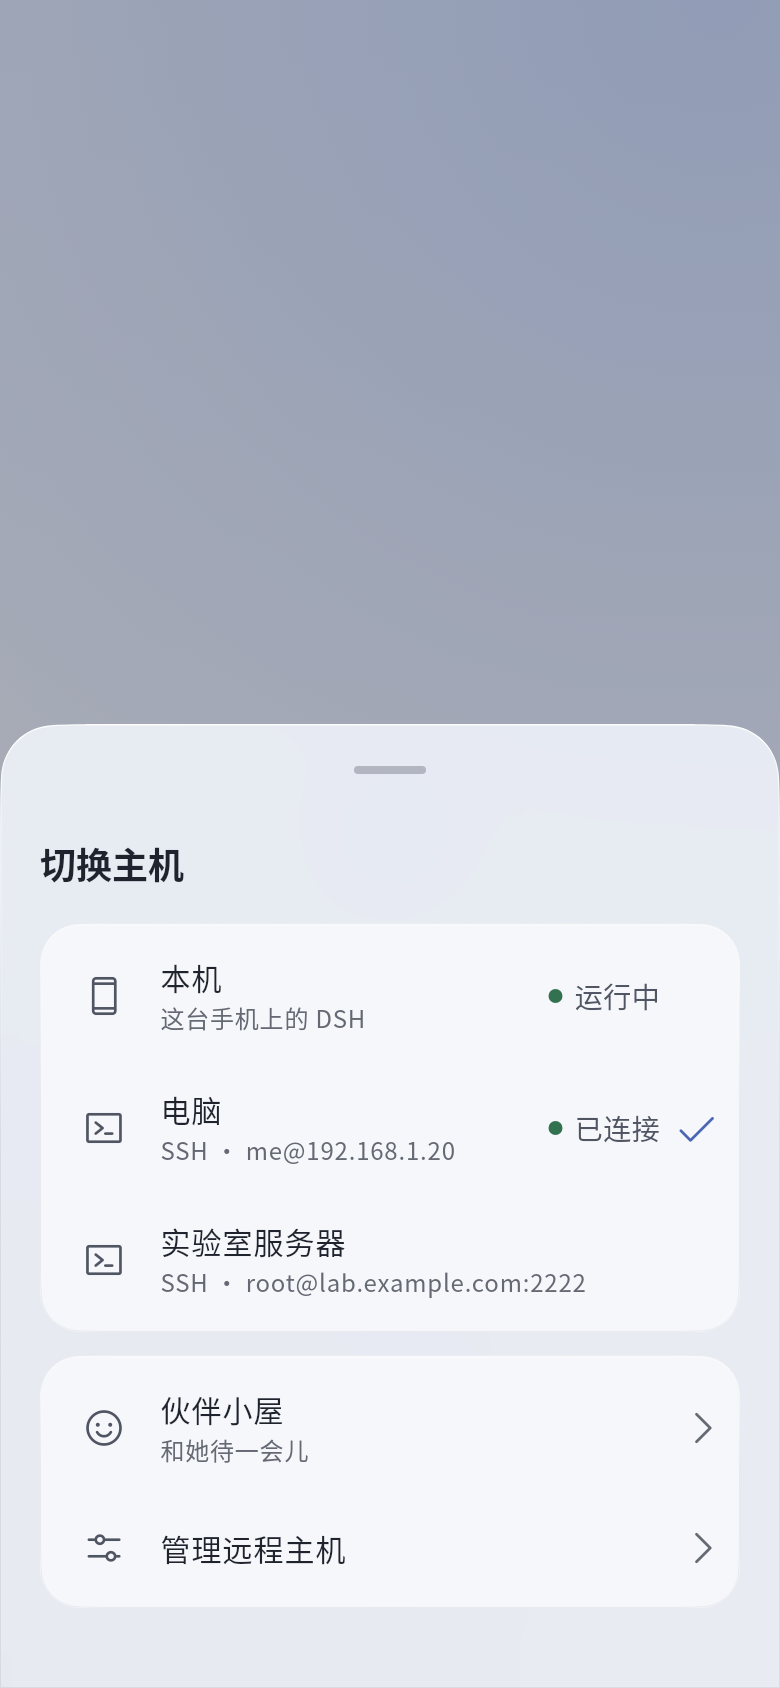 切换主机
本机
这台手机上的 DSH
运行中
电脑
SSH · me@192.168.1.20
已连接
实验室服务器
SSH · root@lab.example.com:2222
伙伴小屋
和她待一会儿
管理远程主机